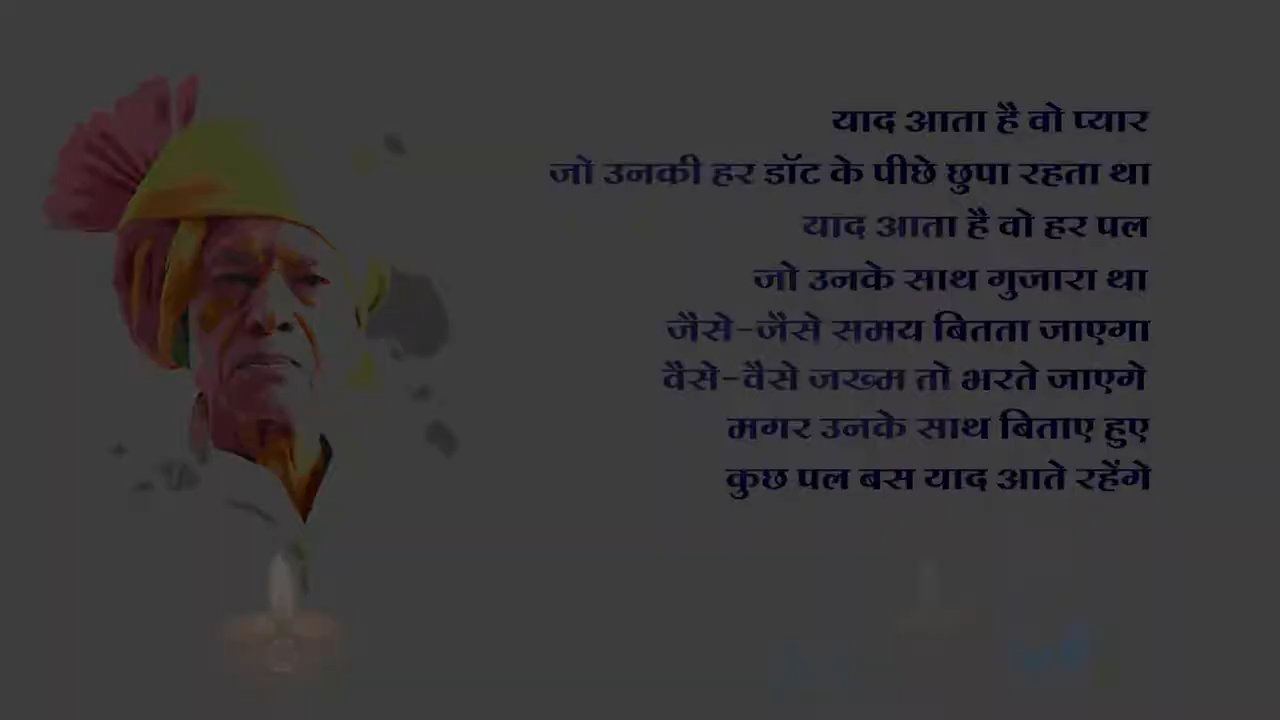 याद आता है वो प्यार
जो उनकी हर डॉट के पीछे छुपा रहता था
याद आता है वो हर पल
जो उनके साथ गुजारा था
जैसे-जैसे समय बितता जाएगा
वैसे-वैसे जख्म तो भरते जाएगे
मगर उनके साथ बिताए हुए
कुछ पल बस याद आते रहेंगे